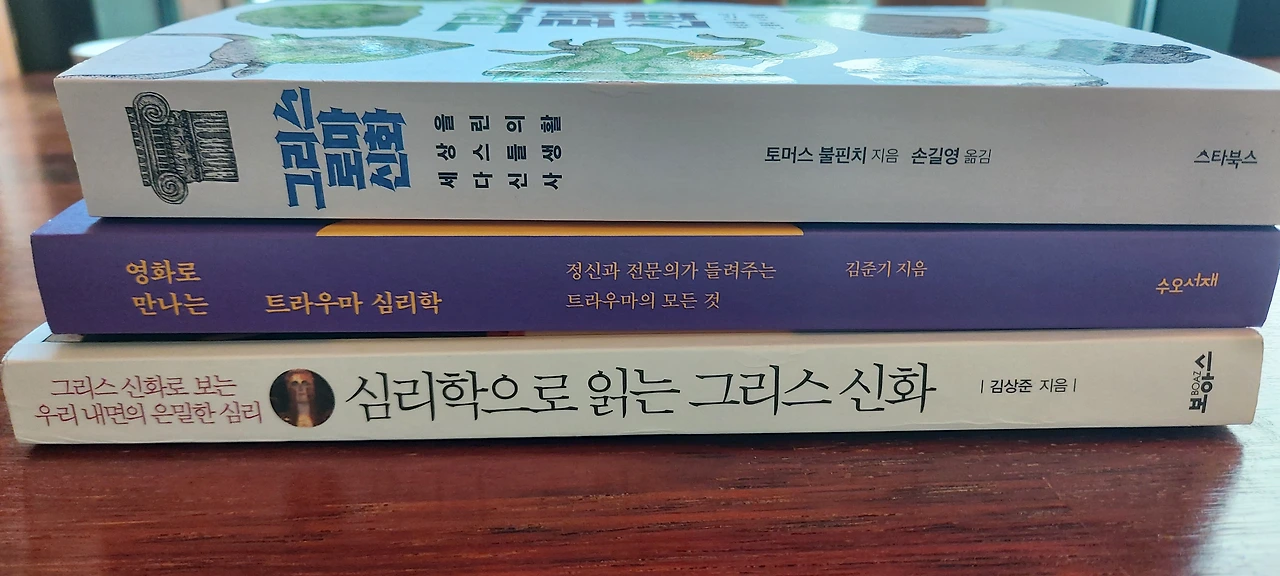 그리스
로마
신화
세상을
다스린
신들의
사생활
토머스 불핀치 지음 손길영 옮김
스타북스
영화로
만나는 트라우마 심리학
정신과 전문의가 들려주는
트라우마의 모든 것
김준기 지음
수오서재
그리스 신화로 보는
우리 내면의 은밀한 심리
심리학으로 읽는 그리스 신화
| 김상준 지음 |
BOAZ
보아스